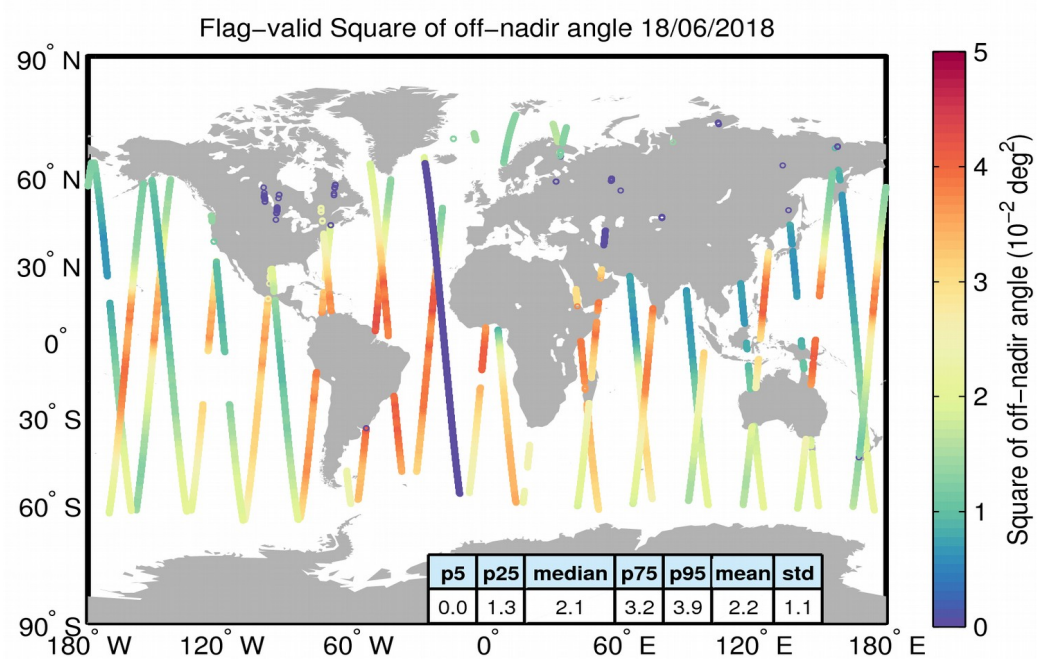 Flag−valid Square of off−nadir angle 18/06/2018
90° N
60° N
30° N
0°
30° S
60° S
90° S
180° W
120° W
60° W
0°
60° E
120° E
180° E
p5 p25 median p75 p95 mean std
0.0 1.3 2.1 3.2 3.9 2.2 1.1
5
4
3
2
1
0
Square of off−nadir angle (10⁻² deg²)